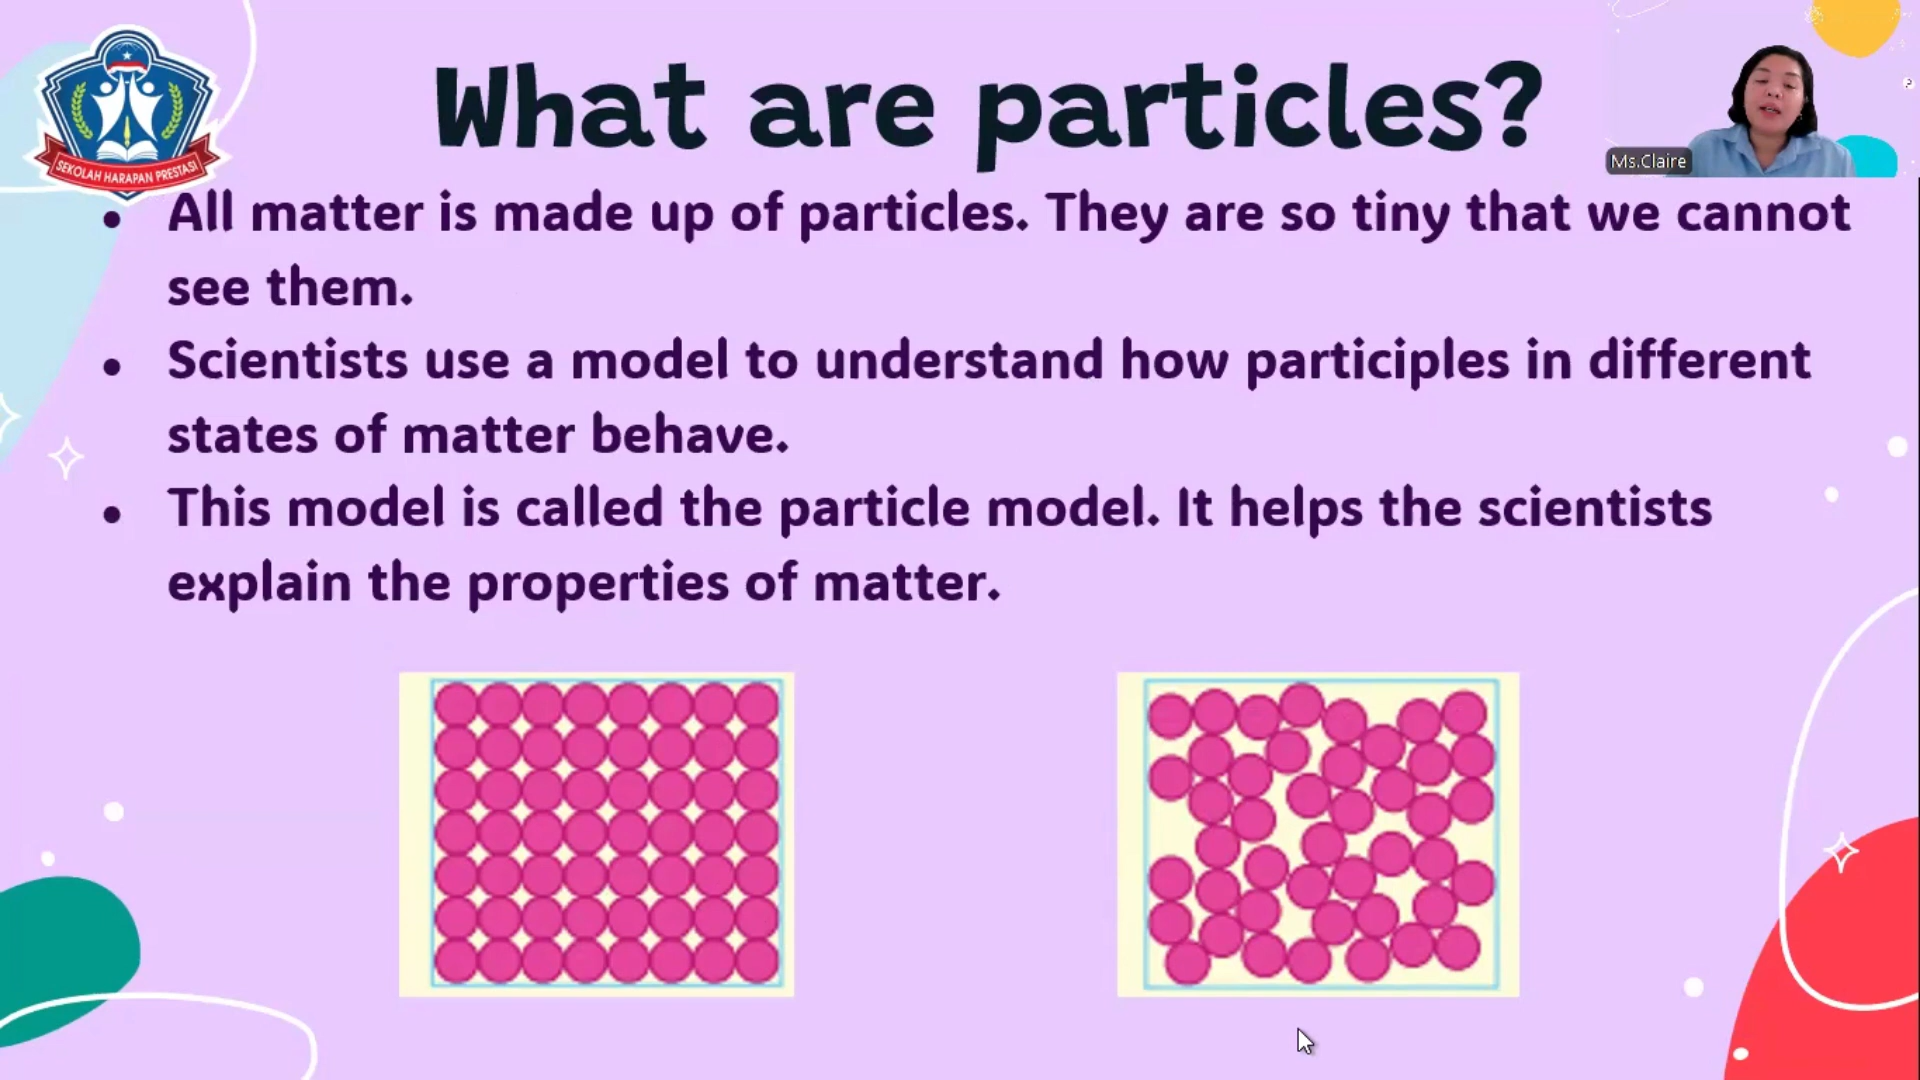 What are particles?
SEKOLAH HARAPAN PRESTASI
Ms.Claire
• All matter is made up of particles. They are so tiny that we cannot
see them.
• Scientists use a model to understand how participles in different
states of matter behave.
• This model is called the particle model. It helps the scientists
explain the properties of matter.